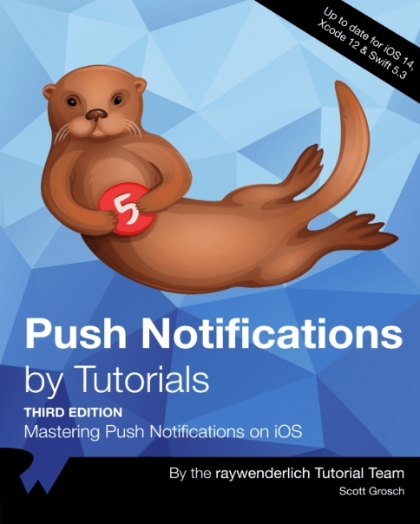 Up to date for iOS 14,
Xcode 12 & Swift 5.3
5
Push Notifications
by Tutorials
THIRD EDITION
Mastering Push Notifications on iOS
By the raywenderlich Tutorial Team
Scott Grosch